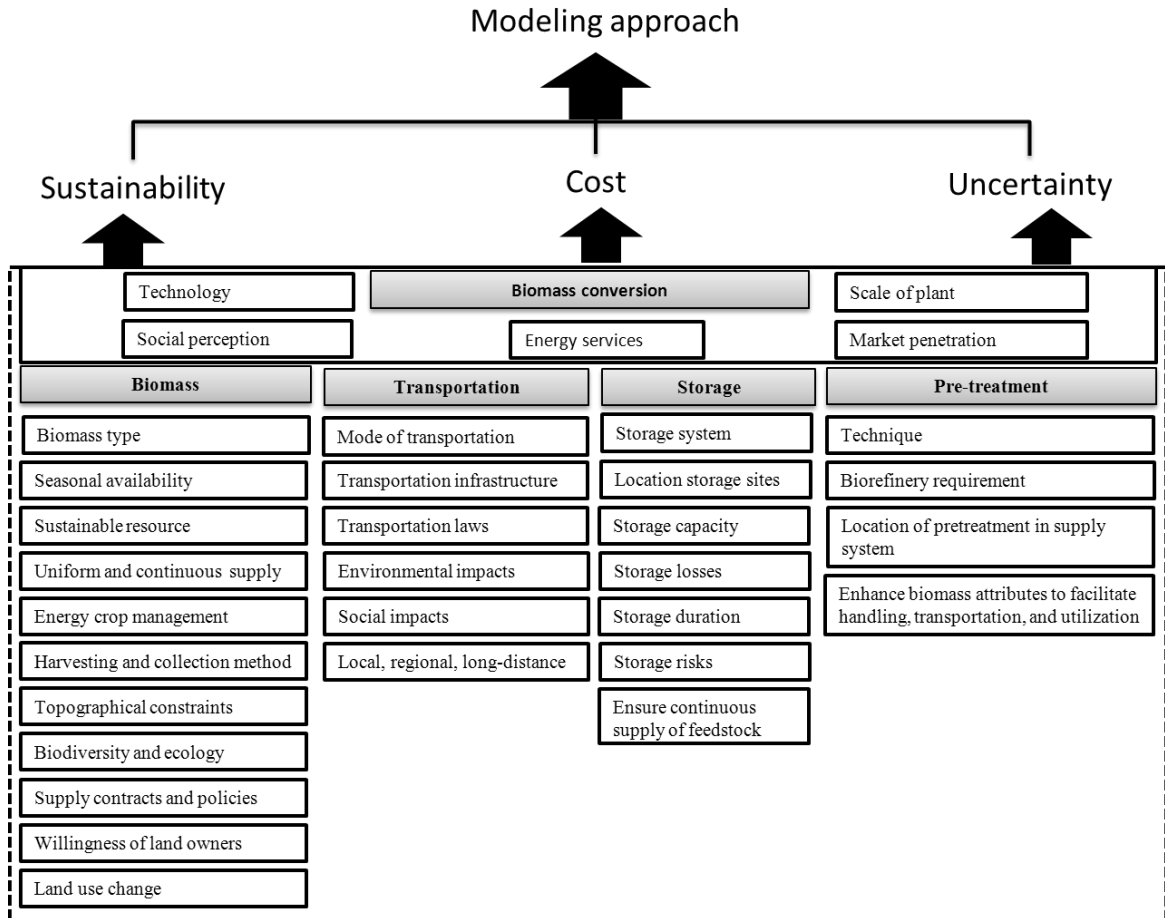 Modeling approach
Sustainability
Cost
Uncertainty
Technology
Biomass conversion
Scale of plant
Social perception
Energy services
Market penetration
Biomass
Biomass type
Seasonal availability
Sustainable resource
Uniform and continuous supply
Energy crop management
Harvesting and collection method
Topographical constraints
Biodiversity and ecology
Supply contracts and policies
Willingness of land owners
Land use change
Transportation
Mode of transportation
Transportation infrastructure
Transportation laws
Environmental impacts
Social impacts
Local, regional, long-distance
Storage
Storage system
Location storage sites
Storage capacity
Storage losses
Storage duration
Storage risks
Ensure continuous
supply of feedstock
Pre-treatment
Technique
Biorefinery requirement
Location of pretreatment in supply
system
Enhance biomass attributes to facilitate
handling, transportation, and utilization